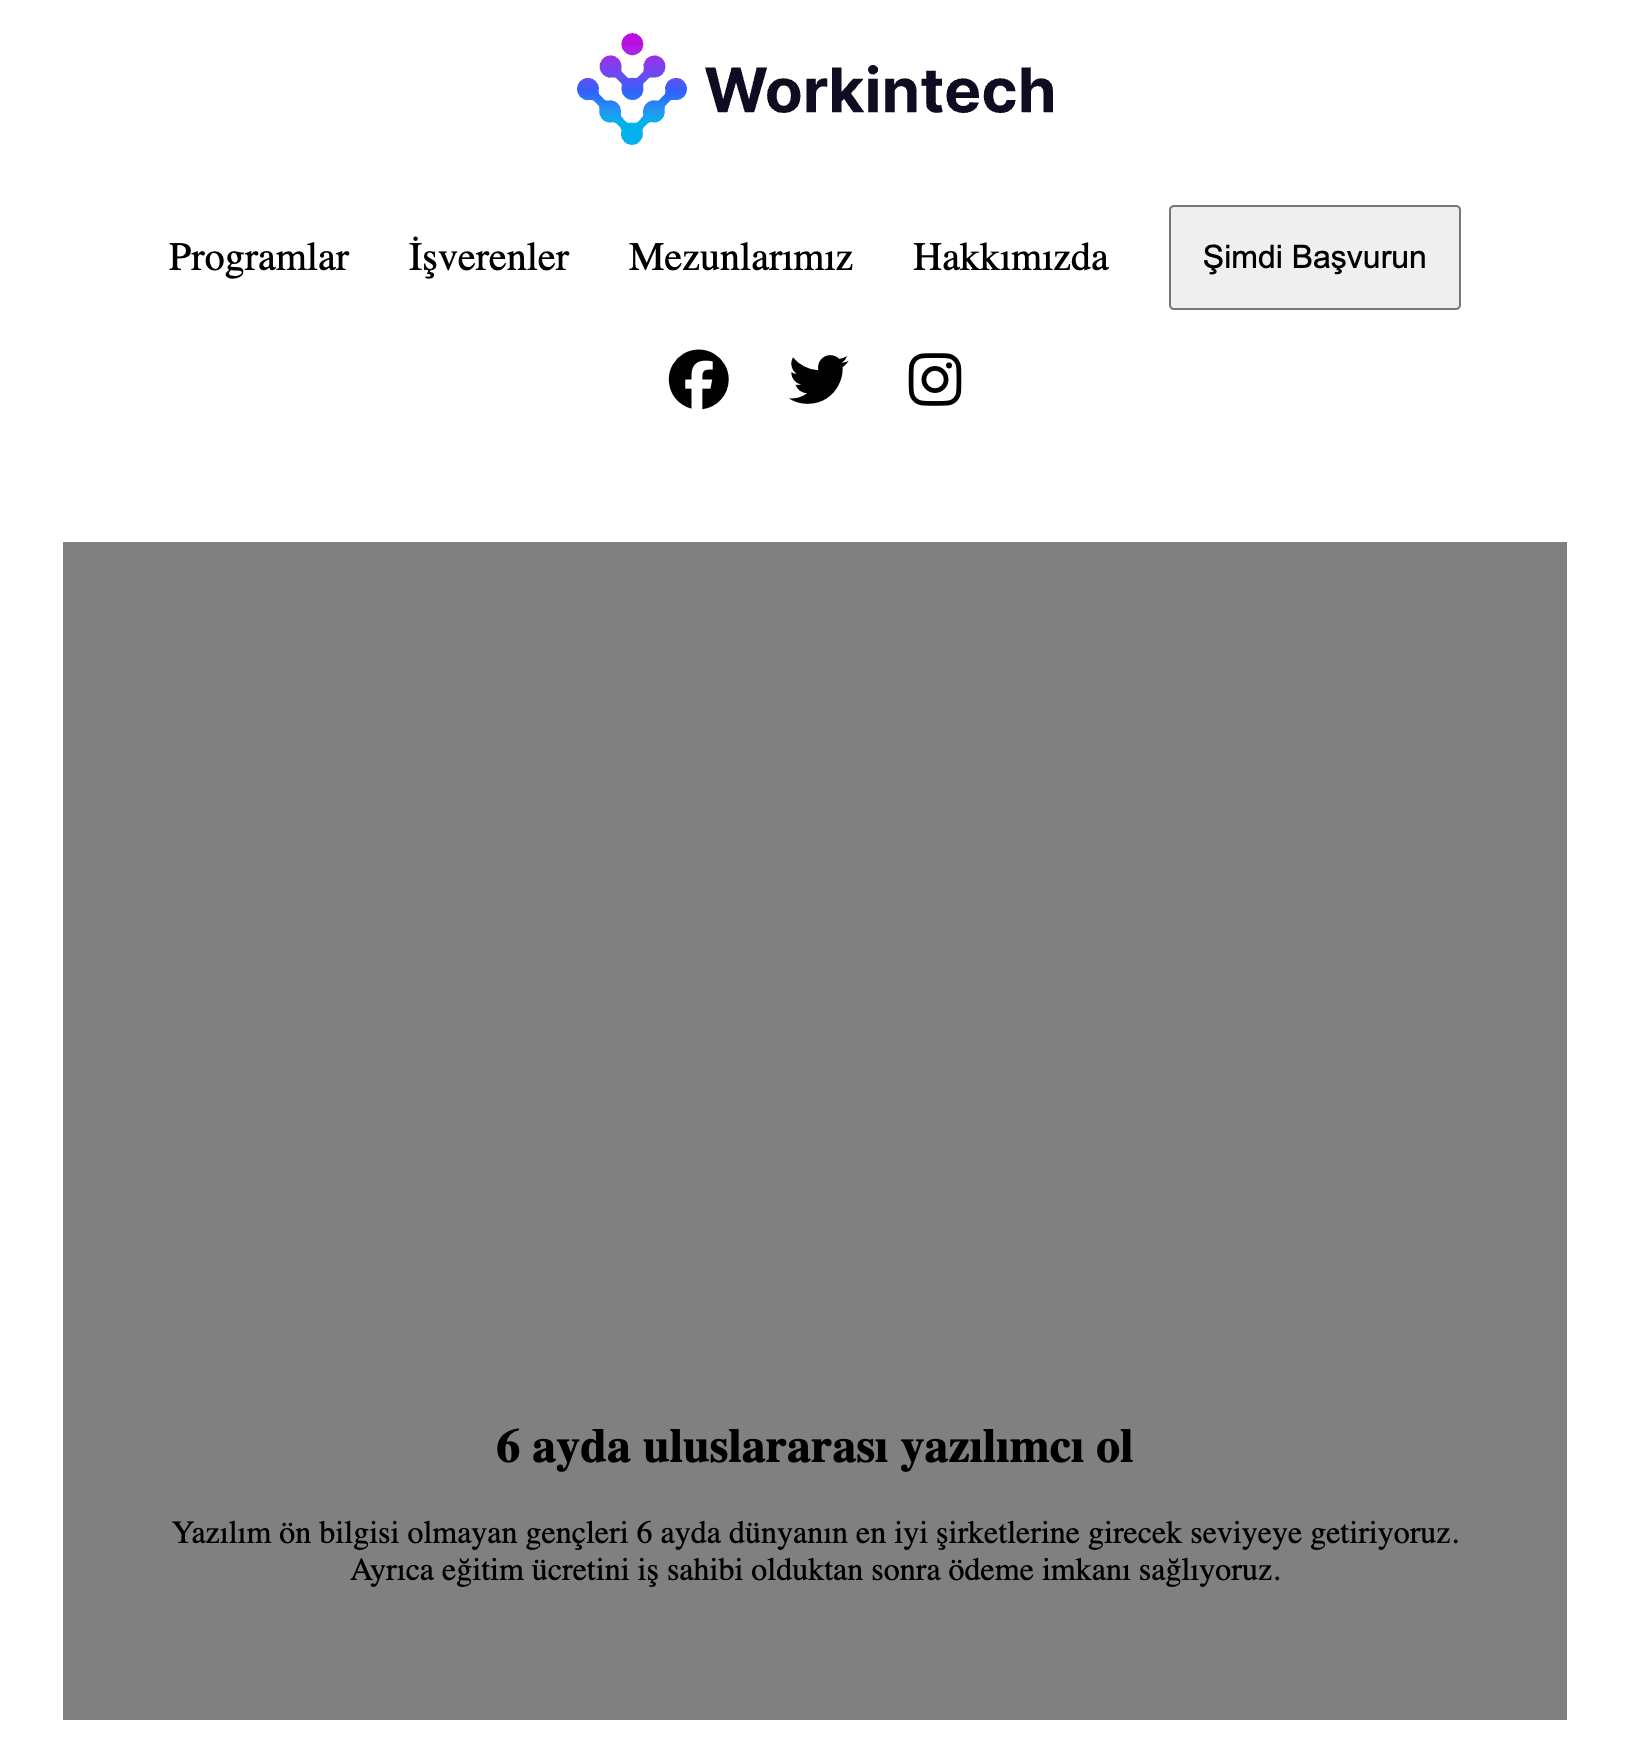 Workintech
Programlar İşverenler Mezunlarımız Hakkımızda Şimdi Başvurun
6 ayda uluslararası yazılımcı ol
Yazılım ön bilgisi olmayan gençleri 6 ayda dünyanın en iyi şirketlerine girecek seviyeye getiriyoruz.
Ayrıca eğitim ücretini iş sahibi olduktan sonra ödeme imkanı sağlıyoruz.